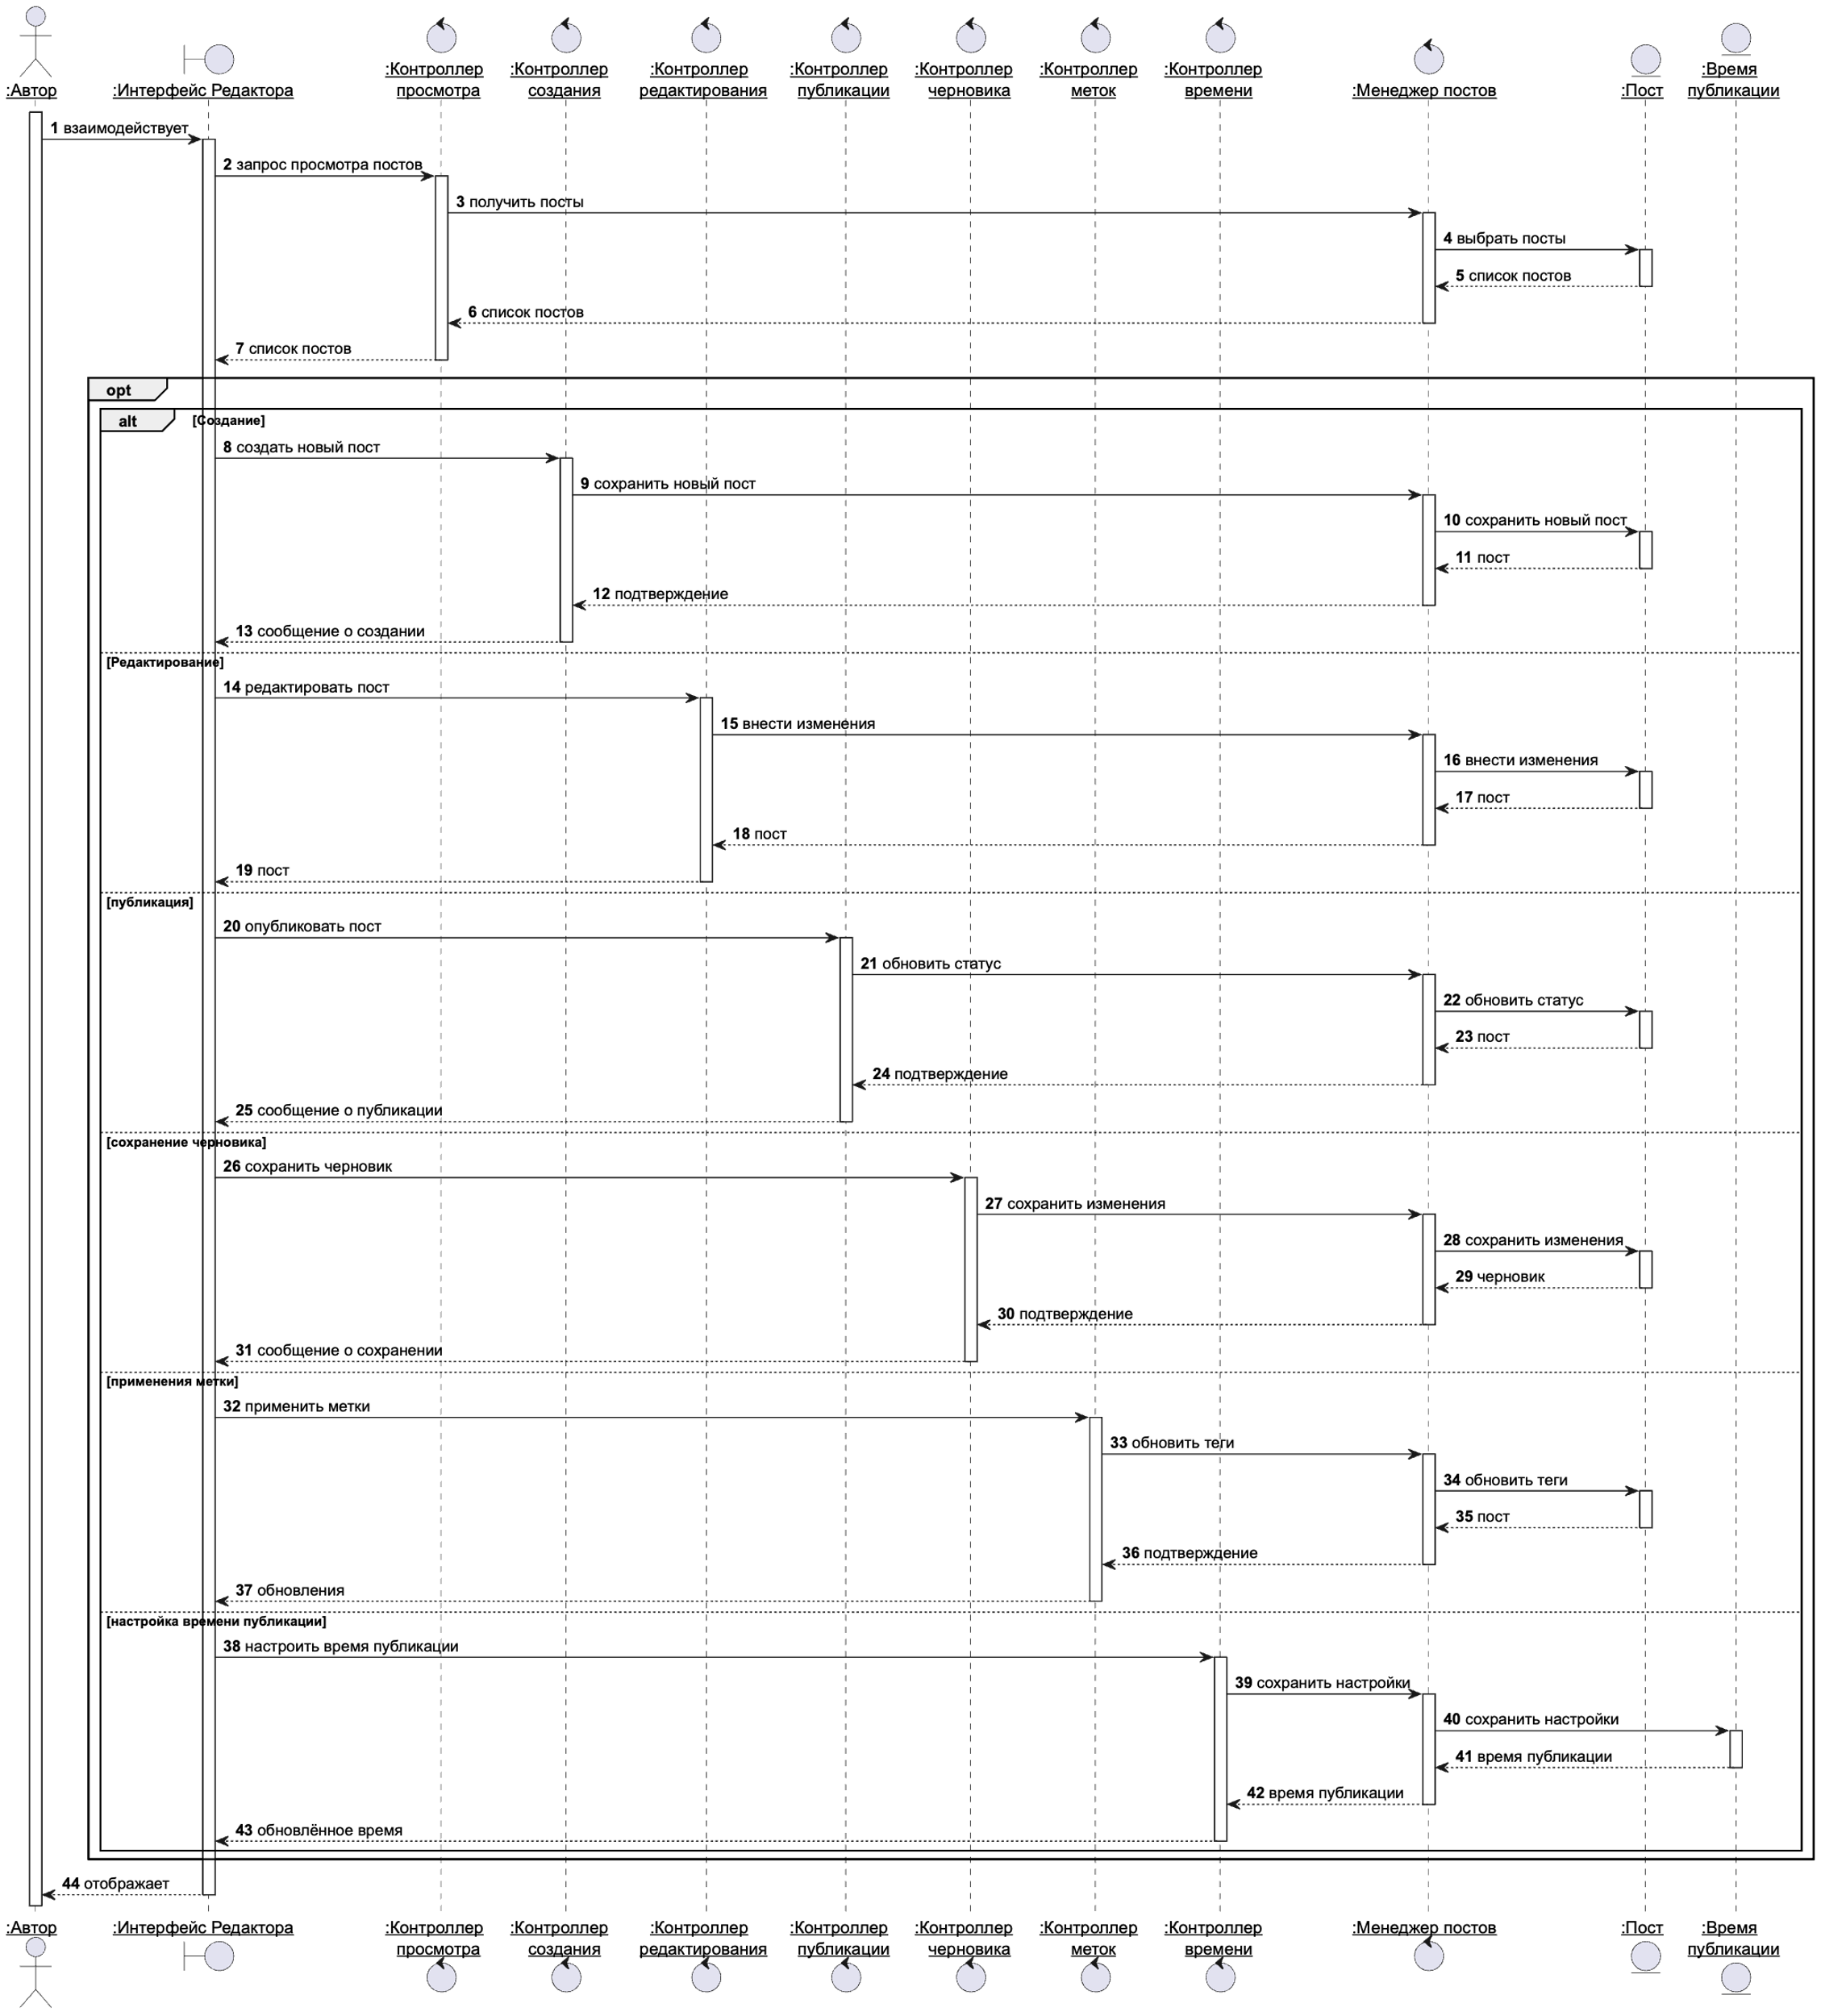 :Автор
:Интерфейс Редактора
:Контроллер
просмотра
:Контроллер
создания
:Контроллер
редактирования
:Контроллер
публикации
:Контроллер
черновика
:Контроллер
меток
:Контроллер
времени
:Менеджер постов
:Пост
:Время
публикации
1 взаимодействует
2 запрос просмотра постов
3 получить посты
4 выбрать посты
5 список постов
6 список постов
7 список постов
opt
alt [Создание]
8 создать новый пост
9 сохранить новый пост
10 сохранить новый пост
11 пост
12 подтверждение
13 сообщение о создании
[Редактирование]
14 редактировать пост
15 внести изменения
16 внести изменения
17 пост
18 пост
19 пост
[публикация]
20 опубликовать пост
21 обновить статус
22 обновить статус
23 пост
24 подтверждение
25 сообщение о публикации
[сохранение черновика]
26 сохранить черновик
27 сохранить изменения
28 сохранить изменения
29 черновик
30 подтверждение
31 сообщение о сохранении
[применения метки]
32 применить метки
33 обновить теги
34 обновить теги
35 пост
36 подтверждение
37 обновления
[настройка времени публикации]
38 настроить время публикации
39 сохранить настройки
40 сохранить настройки
41 время публикации
42 время публикации
43 обновлённое время
44 отображает
:Автор
:Интерфейс Редактора
:Контроллер
просмотра
:Контроллер
создания
:Контроллер
редактирования
:Контроллер
публикации
:Контроллер
черновика
:Контроллер
меток
:Контроллер
времени
:Менеджер постов
:Пост
:Время
публикации